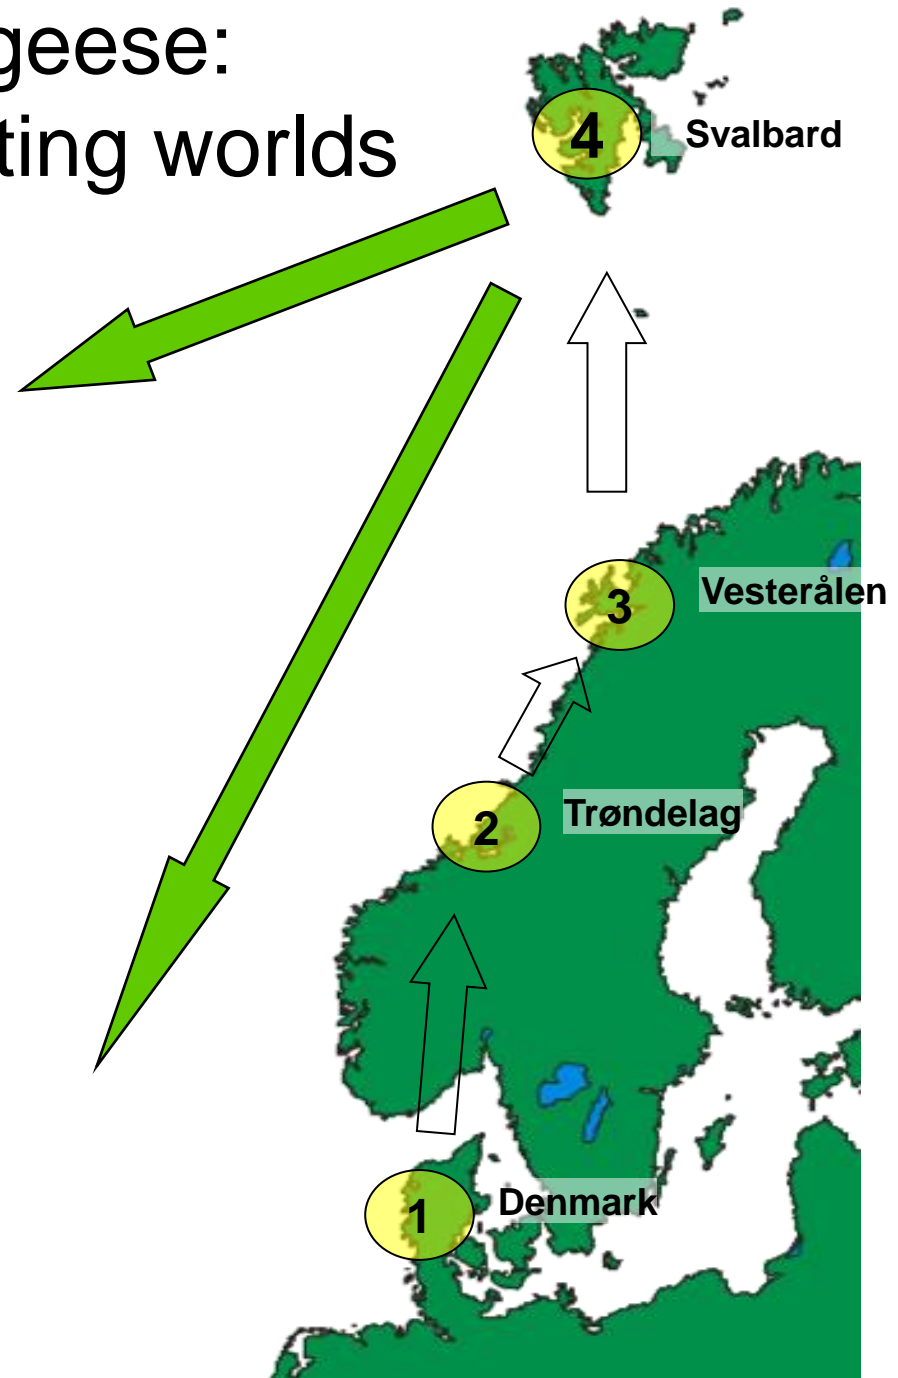 geese:
ting worlds
4
Svalbard
3
Vesterålen
2
Trøndelag
1
Denmark